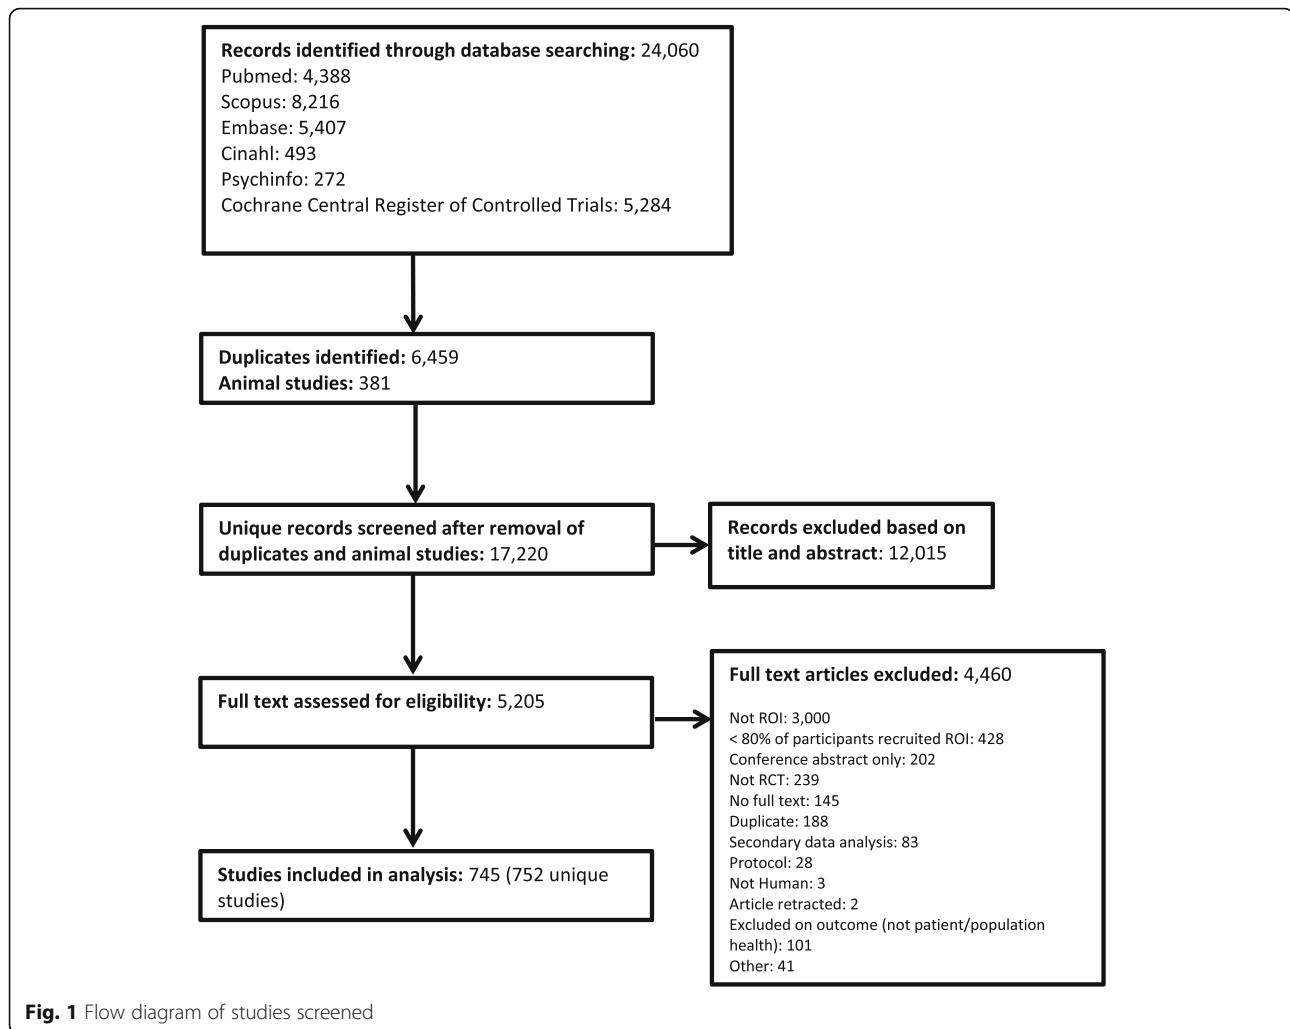 Records identified through database searching: 24,060
Pubmed: 4,388
Scopus: 8,216
Embase: 5,407
Cinahl: 493
Psychinfo: 272
Cochrane Central Register of Controlled Trials: 5,284
Duplicates identified: 6,459
Animal studies: 381
Unique records screened after removal of
duplicates and animal studies: 17,220
Records excluded based on
title and abstract: 12,015
Full text assessed for eligibility: 5,205
Full text articles excluded: 4,460
Not ROI: 3,000
< 80% of participants recruited ROI: 428
Conference abstract only: 202
Not RCT: 239
No full text: 145
Duplicate: 188
Secondary data analysis: 83
Protocol: 28
Not Human: 3
Article retracted: 2
Excluded on outcome (not patient/population
health): 101
Other: 41
Studies included in analysis: 745 (752 unique
studies)
Fig. 1 Flow diagram of studies screened